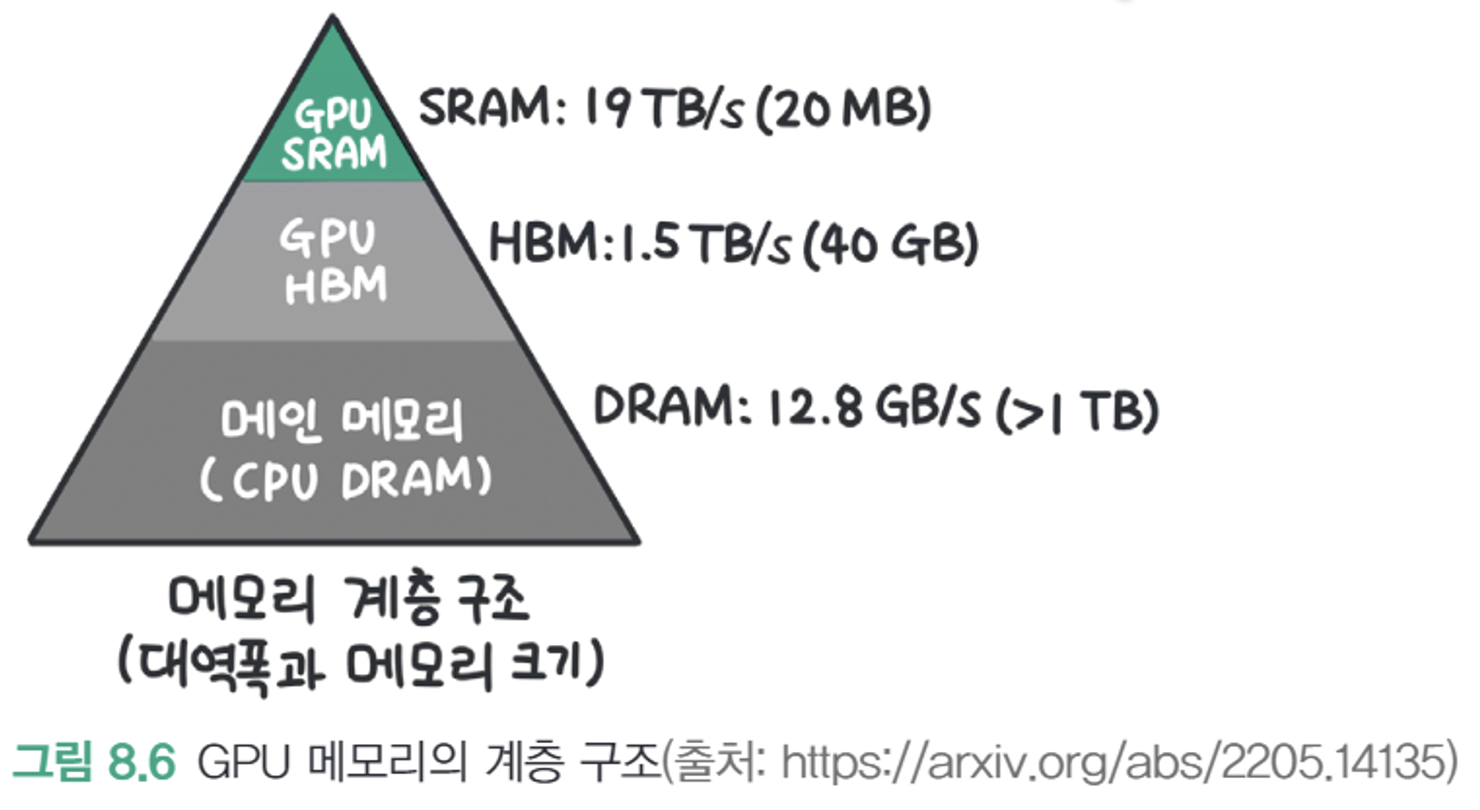 GPU
SRAM
SRAM: 19 TB/s (20 MB)
GPU
HBM
HBM:1.5 TB/s (40 GB)
메인 메모리
(CPU DRAM)
DRAM: 12.8 GB/s (>1 TB)
메모리 계층 구조
(대역폭과 메모리 크기)
그림 8.6 GPU 메모리의 계층 구조(출처: https://arxiv.org/abs/2205.14135)